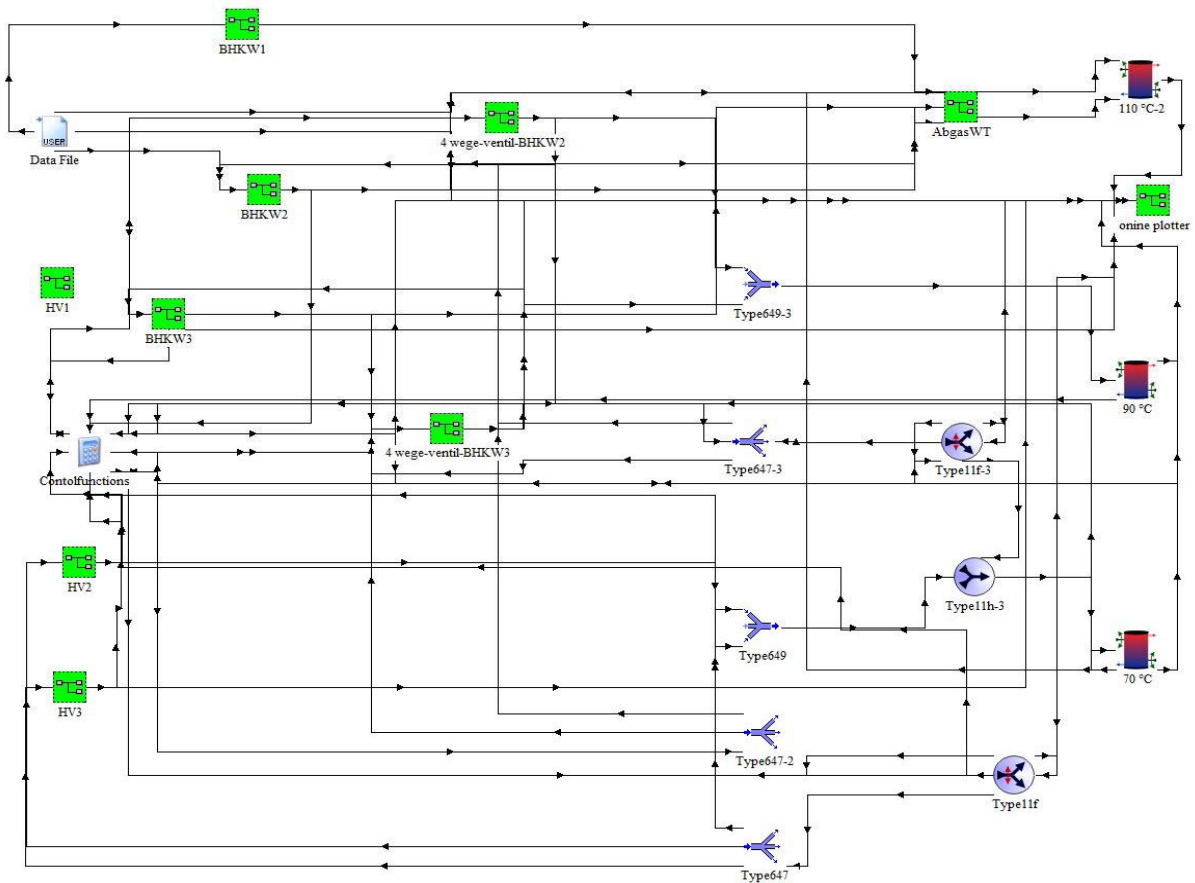 BHKW1
110 °C-2
AbgasWT
USER
Data File
4 wege-ventil-BHKW2
BHKW2
onine plotter
HV1
Type649-3
BHKW3
90 °C
4 wege-ventil-BHKW3
Type647-3
Type11f-3
Contolfunctions
HV2
Type11h-3
Type649
70 °C
HV3
Type647-2
Type11f
Type647